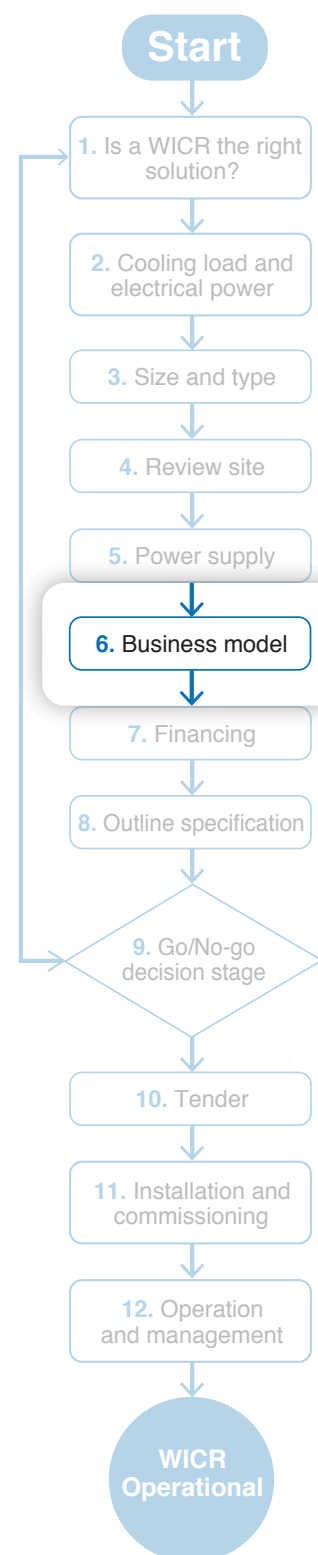 Start
1. Is a WICR the right
solution?
2. Cooling load and
electrical power
3. Size and type
4. Review site
5. Power supply
6. Business model
7. Financing
8. Outline specification
9. Go/No-go
decision stage
10. Tender
11. Installation and
commissioning
12. Operation
and management
WICR
Operational